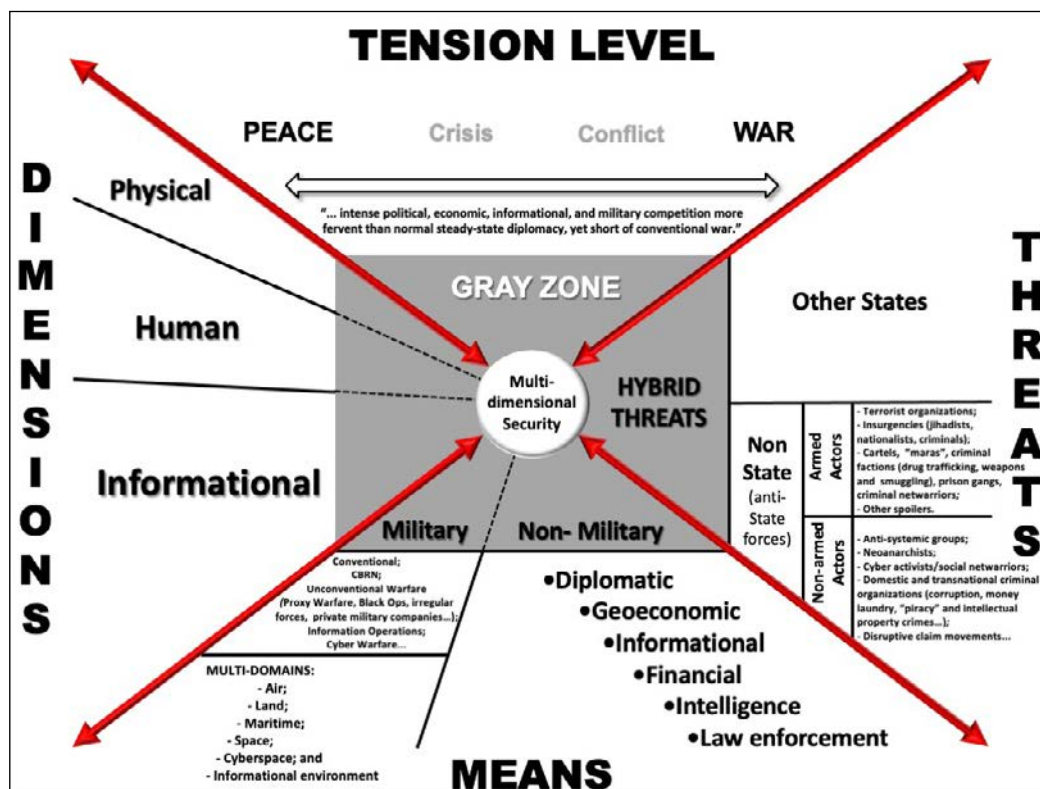 TENSION LEVEL
PEACE Crisis Conflict WAR
"... intense political, economic, informational, and military competition more
fervent than normal steady-state diplomacy, yet short of conventional war."
DIMENSIONS
Physical
Human
Informational
GRAY ZONE
Multi-
dimensional
Security
HYBRID
THREATS
Military
Non- Military
THREATS
Other States
Non
State
(anti-
State
forces)
Armed
Actors
- Terrorist organizations;
- Insurgencies (jihadists,
nationalists, criminals);
- Cartels, "maras", criminal
factions (drug trafficking, weapons
and smuggling), prison gangs,
criminal netwarriors;
- Other spoilers.
Non-armed
Actors
- Anti-systemic groups;
- Neoanarchists;
- Cyber activists/social netwarriors;
- Domestic and transnational criminal
organizations (corruption, money
laundry, "piracy" and intellectual
property crimes...);
- Disruptive claim movements...
Conventional;
CBRN;
Unconventional Warfare
(Proxy Warfare, Black Ops, irregular
forces, private military companies...);
Information Operations;
Cyber Warfare...
MULTI-DOMAINS:
- Air;
- Land;
- Maritime;
- Space;
- Cyberspace; and
- Informational environment
•Diplomatic
•Geoeconomic
•Informational
•Financial
•Intelligence
•Law enforcement
MEANS